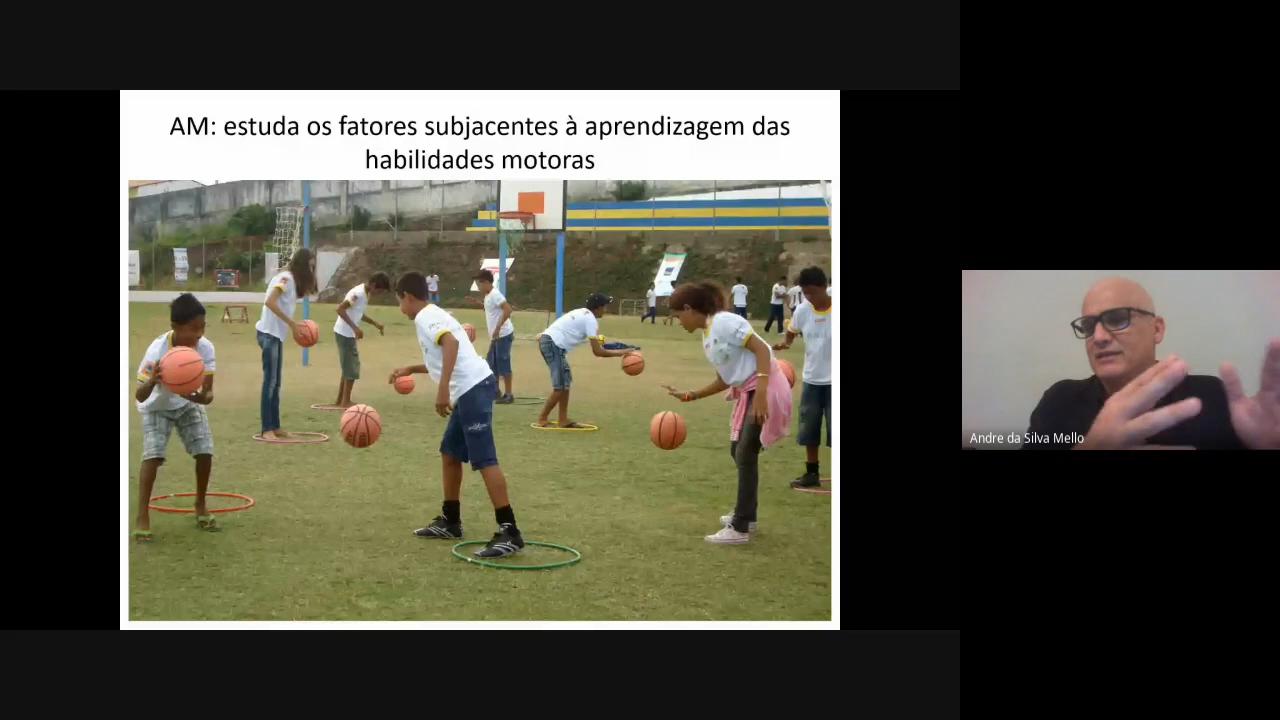 AM: estuda os fatores subjacentes à aprendizagem das
habilidades motoras
Andre da Silva Mello